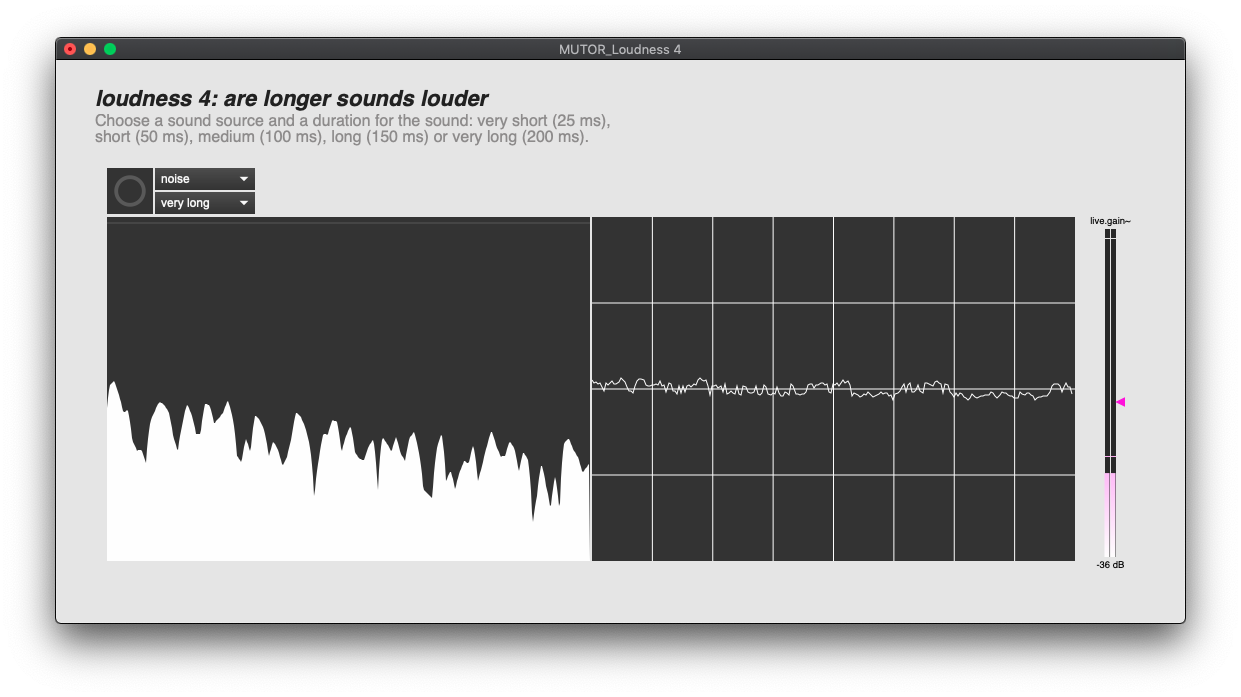 MUTOR_Loudness 4
loudness 4: are longer sounds louder
Choose a sound source and a duration for the sound: very short (25 ms),
short (50 ms), medium (100 ms), long (150 ms) or very long (200 ms).
noise
very long
live.gain~
-36 dB